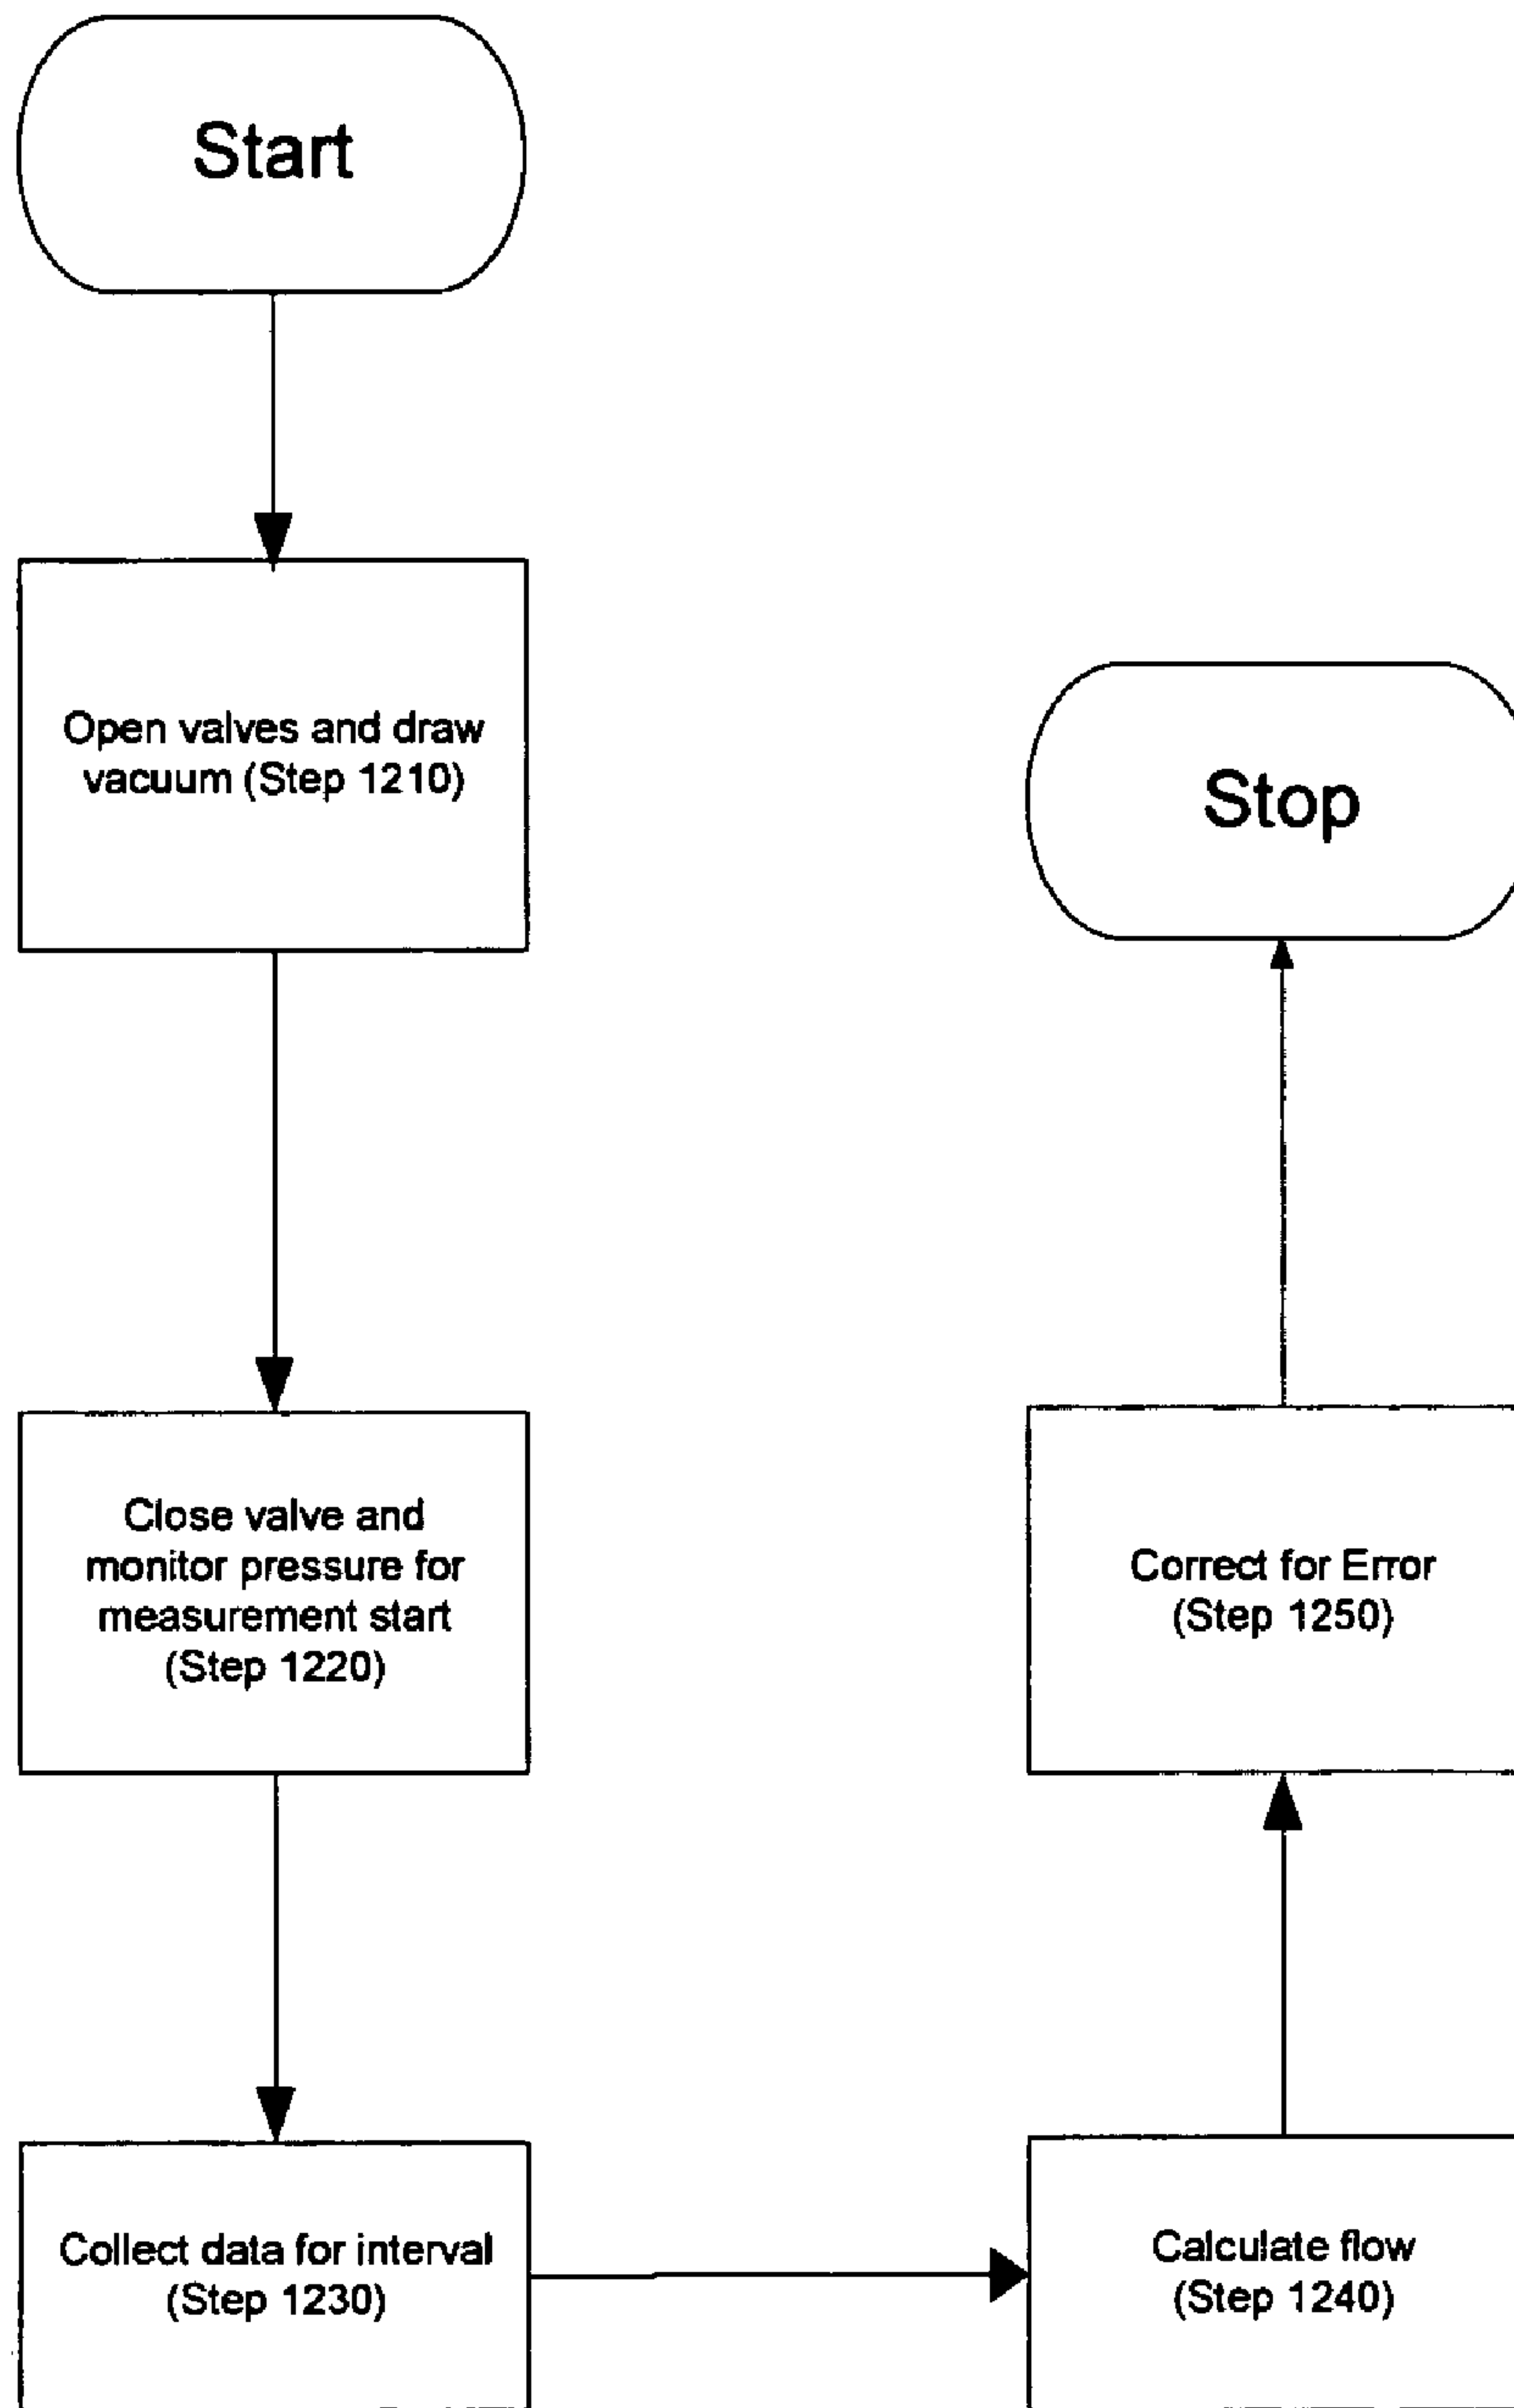 Start
Open valves and draw
vacuum (Step 1210)
Close valve and
monitor pressure for
measurement start
(Step 1220)
Collect data for interval
(Step 1230)
Calculate flow
(Step 1240)
Correct for Error
(Step 1250)
Stop